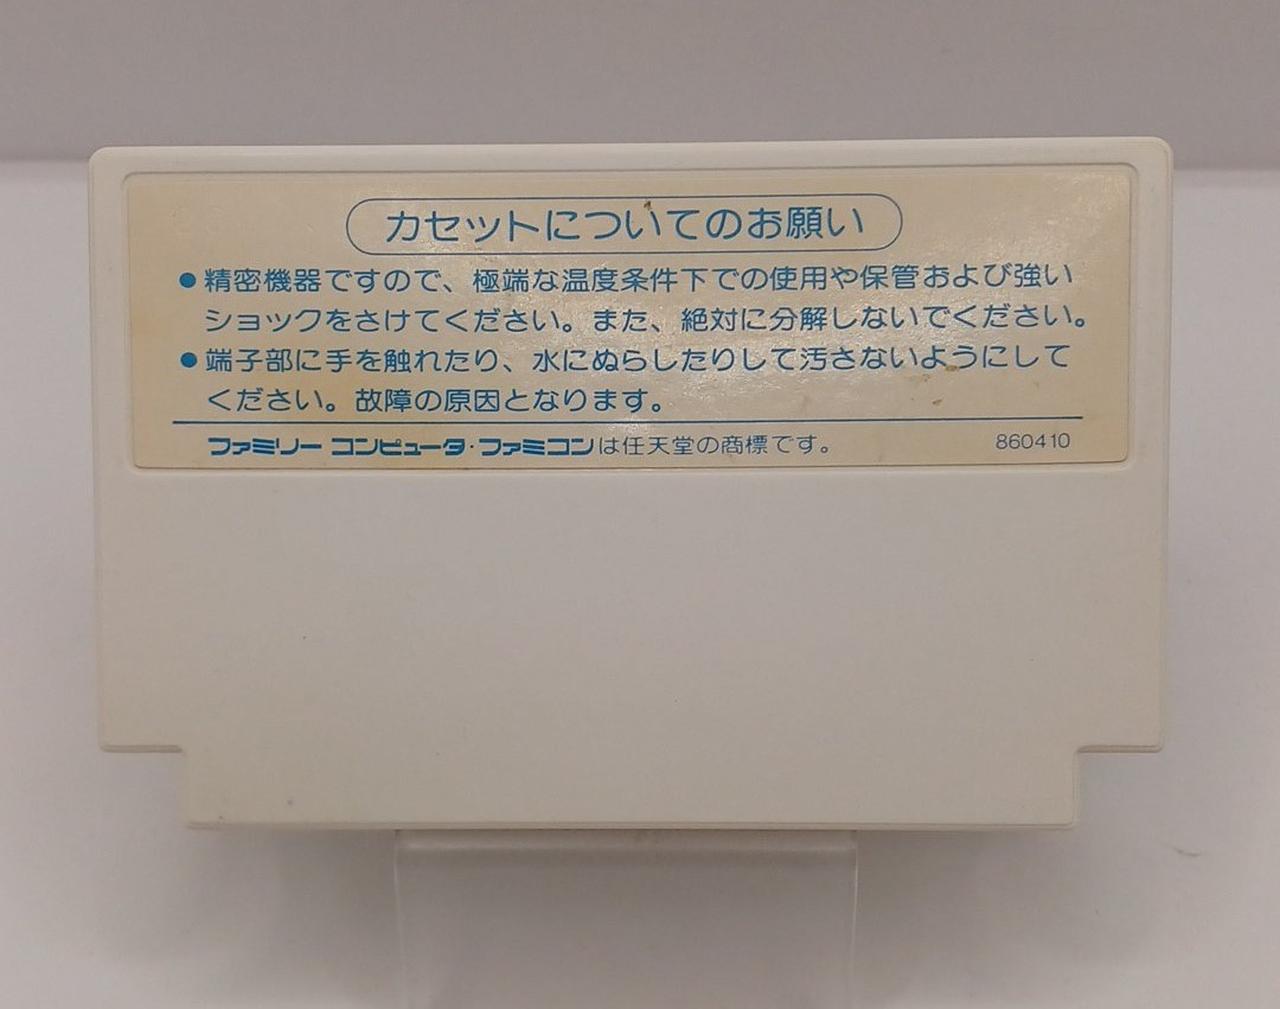 カセットについてのお願い
●精密機器ですので、極端な温度条件下での使用や保管および強い
ショックをさけてください。また、絶対に分解しないでください。
●端子部に手を触れたり、水にぬらしたりして汚さないようにして
ください。故障の原因となります。
ファミリーコンピュータ・ファミコンは任天堂の商標です。 860410